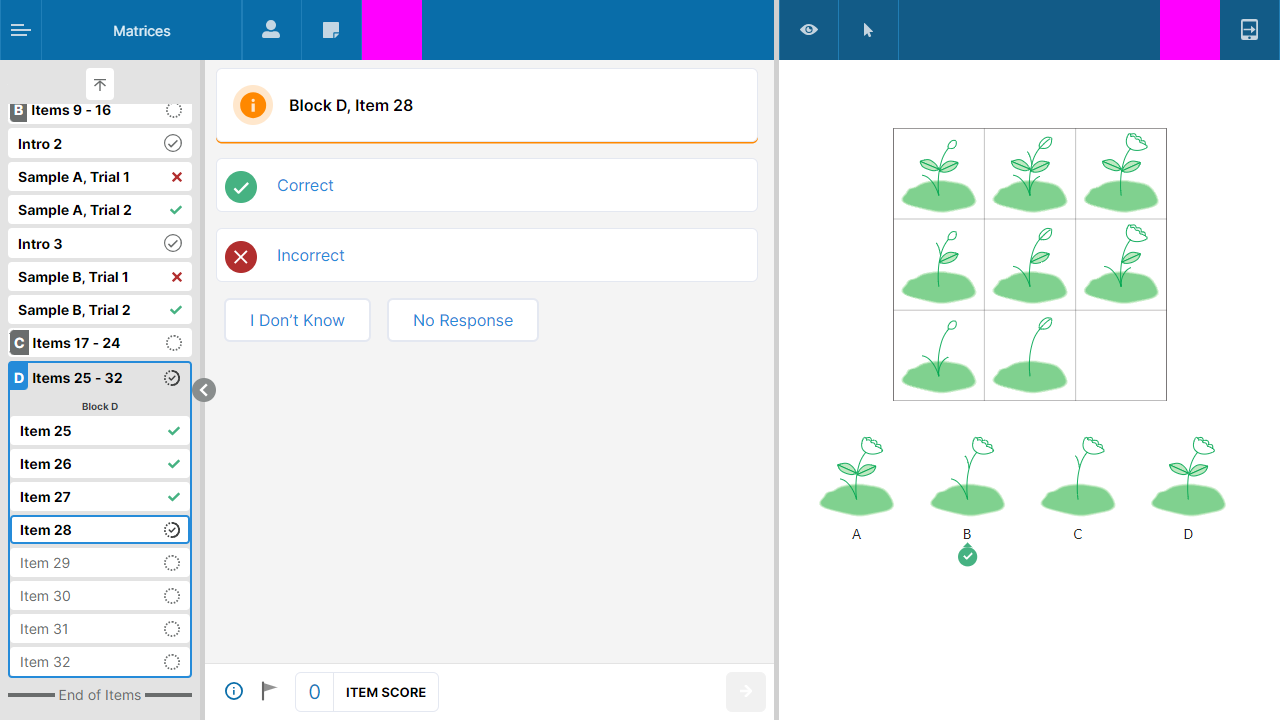 Matrices
B Items 9 - 16
Intro 2
Sample A, Trial 1
Sample A, Trial 2
Intro 3
Sample B, Trial 1
Sample B, Trial 2
C Items 17 - 24
D Items 25 - 32
Block D
Item 25
Item 26
Item 27
Item 28
Item 29
Item 30
Item 31
Item 32
End of Items
Block D, Item 28
Correct
Incorrect
I Don’t Know No Response
0 ITEM SCORE
A B C D